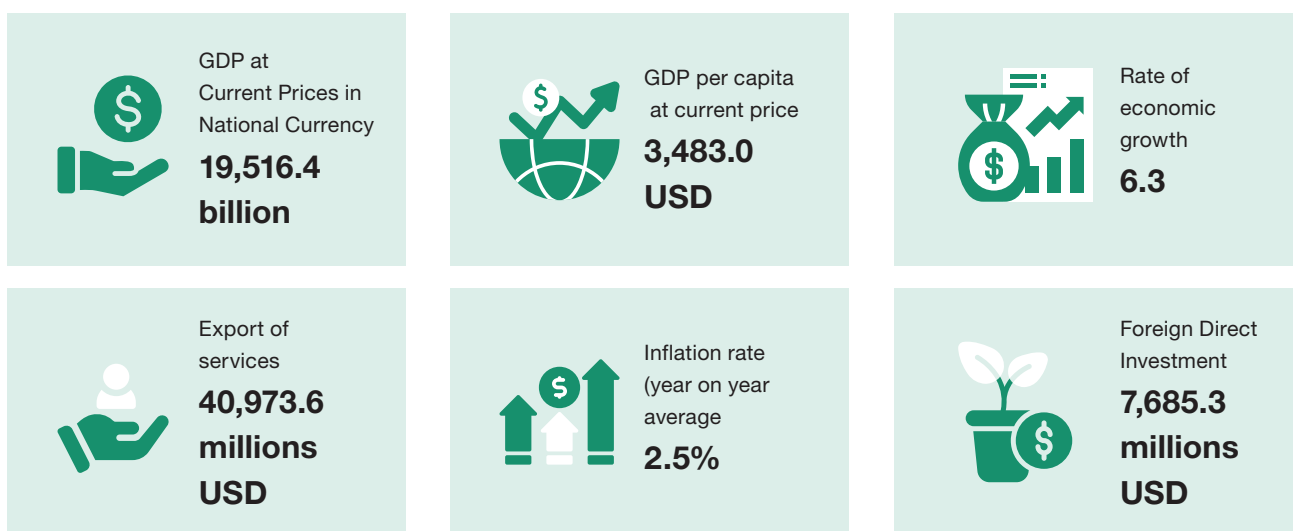 GDP at
Current Prices in
National Currency
19,516.4
billion
GDP per capita
at current price
3,483.0
USD
Rate of
economic
growth
6.3
Export of
services
40,973.6
millions
USD
Inflation rate
(year on year
average
2.5%
Foreign Direct
Investment
7,685.3
millions
USD